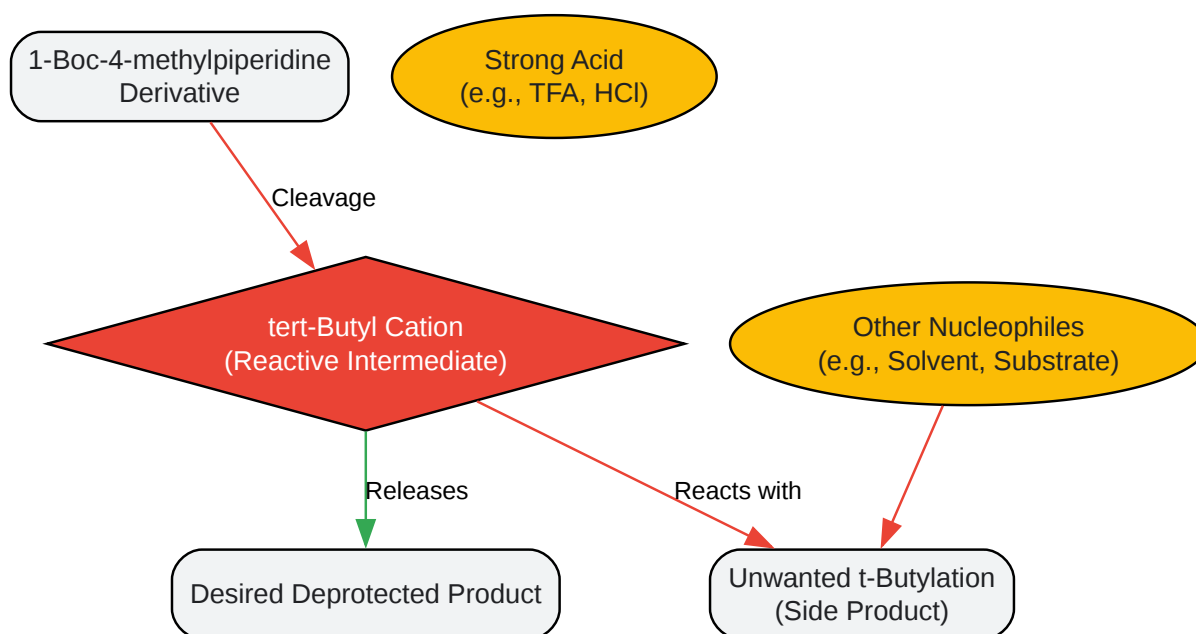 1-Boc-4-methylpiperidine
Derivative
Strong Acid
(e.g., TFA, HCl)
Cleavage
tert-Butyl Cation
(Reactive Intermediate)
Other Nucleophiles
(e.g., Solvent, Substrate)
Releases
Reacts with
Desired Deprotected Product
Unwanted t-Butylation
(Side Product)